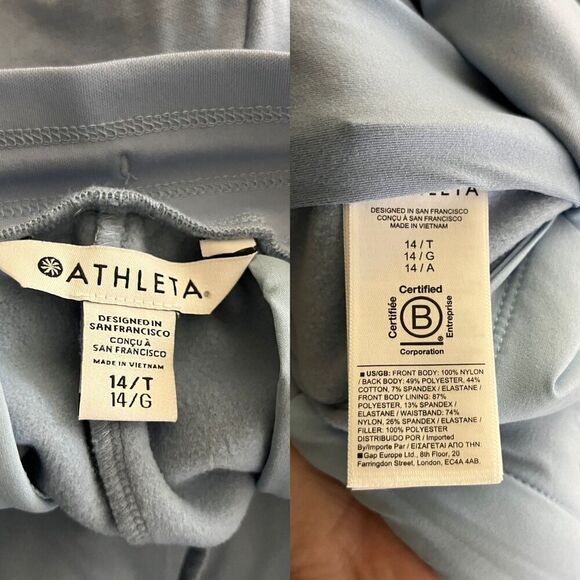 ATHLETA®
DESIGNED IN
SAN FRANCISCO
CONÇU À
SAN FRANCISCO
MADE IN VIETNAM
14/T
14/G
DESIGNED IN SAN FRANCISCO
CONÇU À SAN FRANCISCO
MADE IN VIETNAM
14/T
14/G
14/A
Certified
Certifiée
B
Entreprise
Corporation
■ US/GB: FRONT BODY: 100% NYLON
/ BACK BODY: 49% POLYESTER, 44%
COTTON, 7% SPANDEX / ELASTANE /
FRONT BODY LINING: 87%
POLYESTER, 13% SPANDEX /
ELASTANE / WAISTBAND: 74%
NYLON, 26% SPANDEX / ELASTANE /
FILLER: 100% POLYESTER
DISTRIBUIDO POR / Imported
By/Importe Par / ΕΙΣΑΓΕΤΑΙ ΑΠΟ ΤΗΝ:
■ Gap Europe Ltd., 8th Floor, 20
Farringdon Street, London, EC4A 4AB.